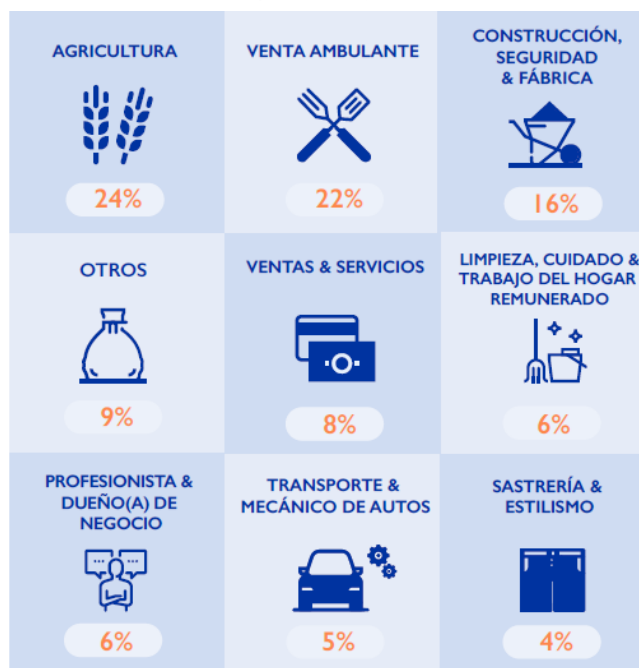 AGRICULTURA
24%
VENTA AMBULANTE
22%
CONSTRUCCIÓN,
SEGURIDAD
& FÁBRICA
16%
OTROS
9%
VENTAS & SERVICIOS
8%
LIMPIEZA, CUIDADO &
TRABAJO DEL HOGAR
REMUNERADO
6%
PROFESIONISTA &
DUEÑO(A) DE
NEGOCIO
6%
TRANSPORTE &
MECÁNICO DE AUTOS
5%
SASTRERÍA &
ESTILISMO
4%